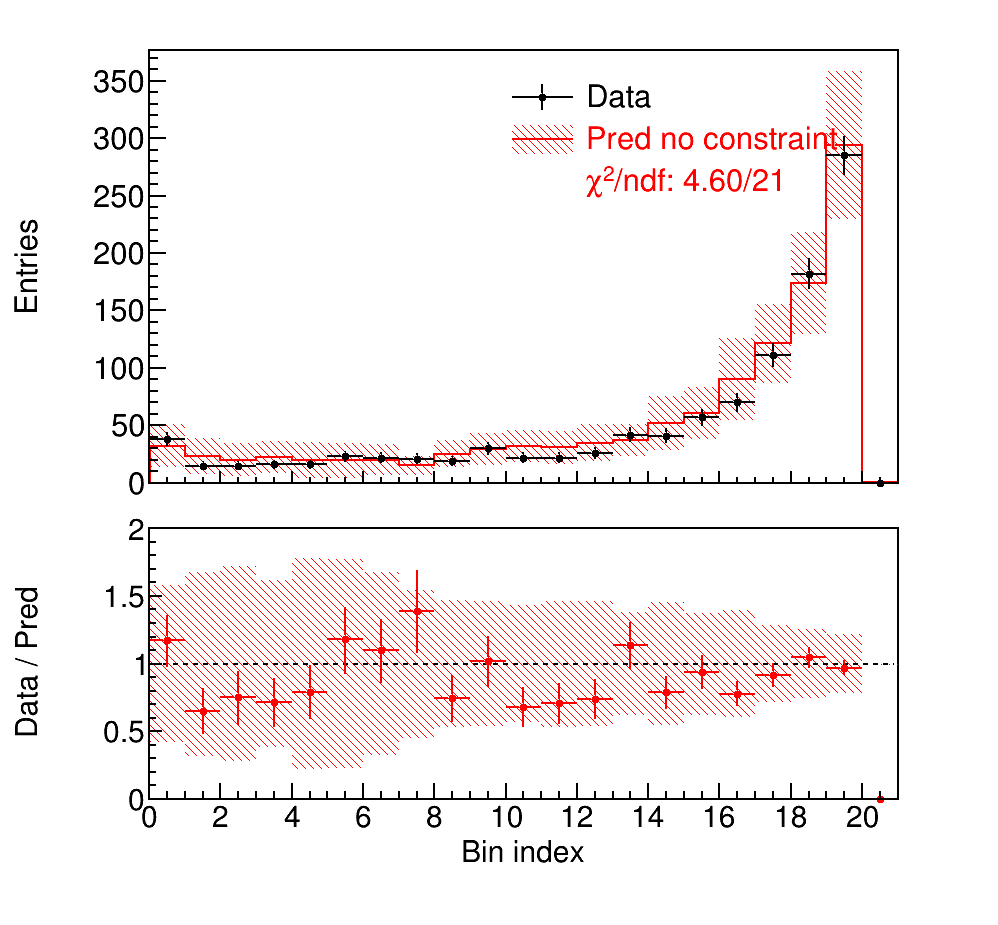 350
300
250
200
150
100
50
0
Entries
Data
Pred no constraint
χ²/ndf: 4.60/21
2
1.5
1
0.5
0
Data / Pred
0 2 4 6 8 10 12 14 16 18 20
Bin index